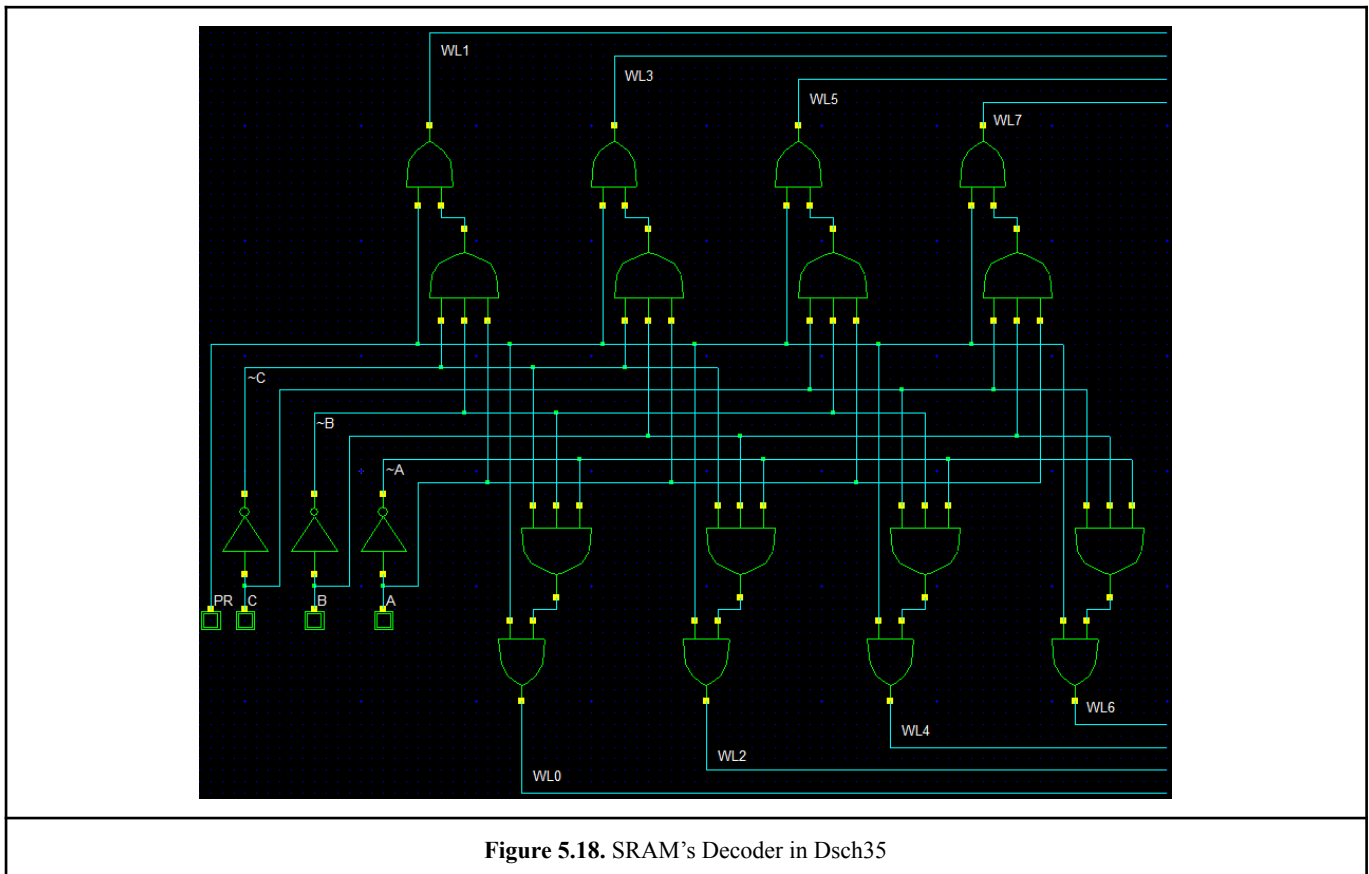 WL1
WL3
WL5
WL7
~C
~B
~A
PR C B A
WL6
WL4
WL2
WL0
Figure 5.18. SRAM’s Decoder in Dsch35